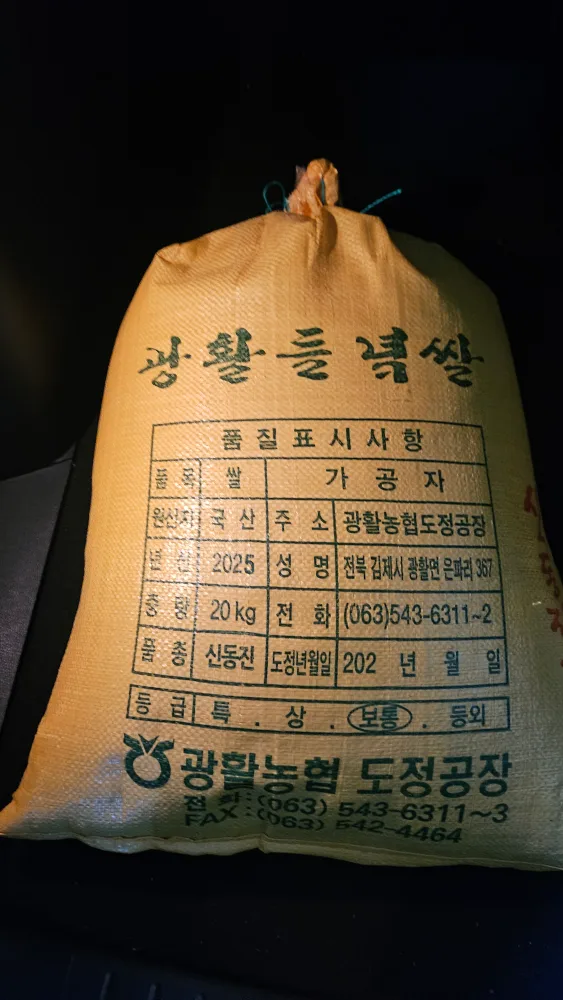 광활들녘쌀
품질표시사항
품목 쌀 가공자
원산지 국산 주소 광활농협도정공장
년산 2025 성명 전북 김제시 광활면 은파리 367
중량 20kg 전화 (063)543-6311~2
품종 신동진 도정년월일 202 년 월 일
등급 특 . 상 . 보통 . 등외
광활농협 도정공장
전화:(063) 543-6311~3
FAX:(063) 542-4464
신동진